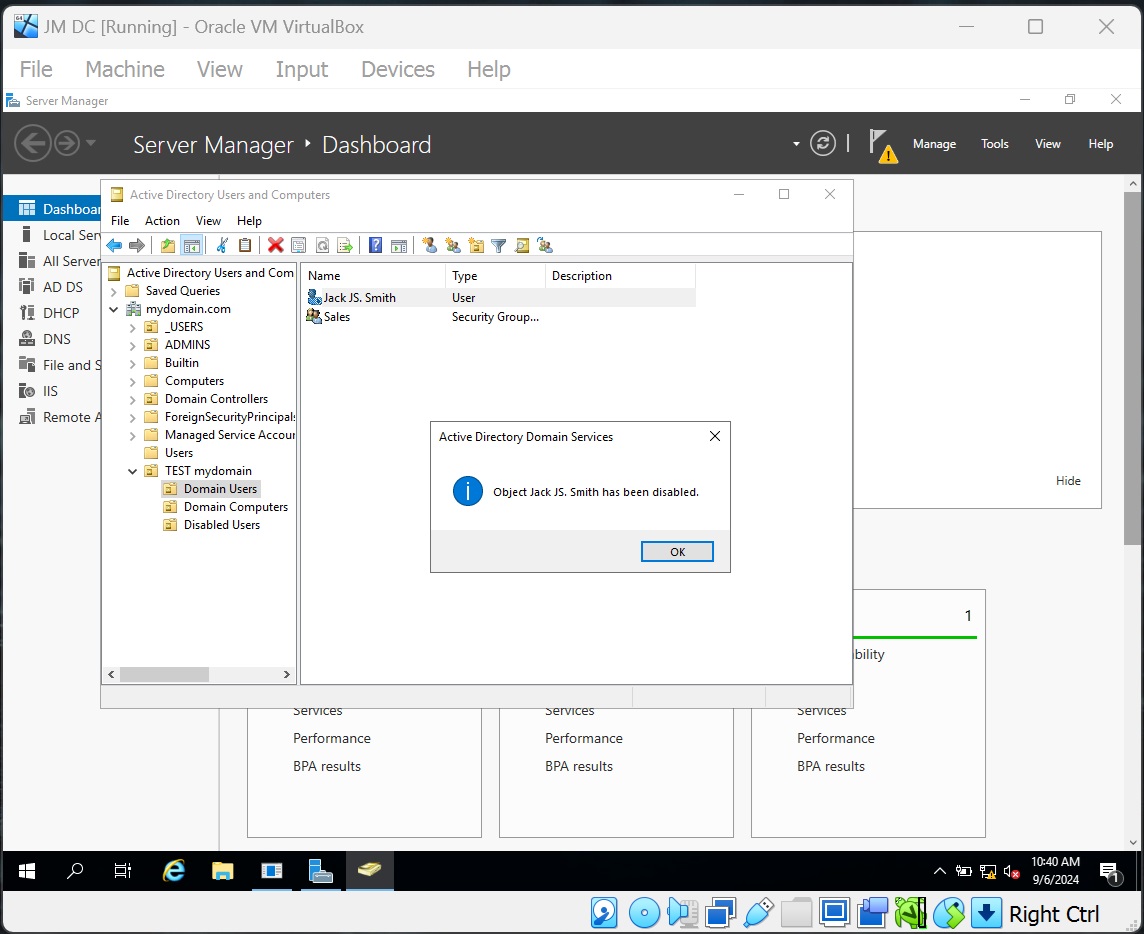 JM DC [Running] - Oracle VM VirtualBox
File Machine View Input Devices Help
Server Manager
Server Manager Dashboard
Manage Tools View Help
Dashboar
Local Serv
All Server
AD DS
DHCP
DNS
File and S
IIS
Remote A
Active Directory Users and Computers
File Action View Help
Active Directory Users and Com
Saved Queries
mydomain.com
_USERS
ADMINS
Builtin
Computers
Domain Controllers
ForeignSecurityPrincipals
Managed Service Accour
Users
TEST mydomain
Domain Users
Domain Computers
Disabled Users
Name Type Description
Jack JS. Smith User
Sales Security Group...
Active Directory Domain Services
Object Jack JS. Smith has been disabled.
OK
Hide
1
bility
Services Services Services
Performance Performance Performance
BPA results BPA results BPA results
10:40 AM
9/6/2024
1
Right Ctrl